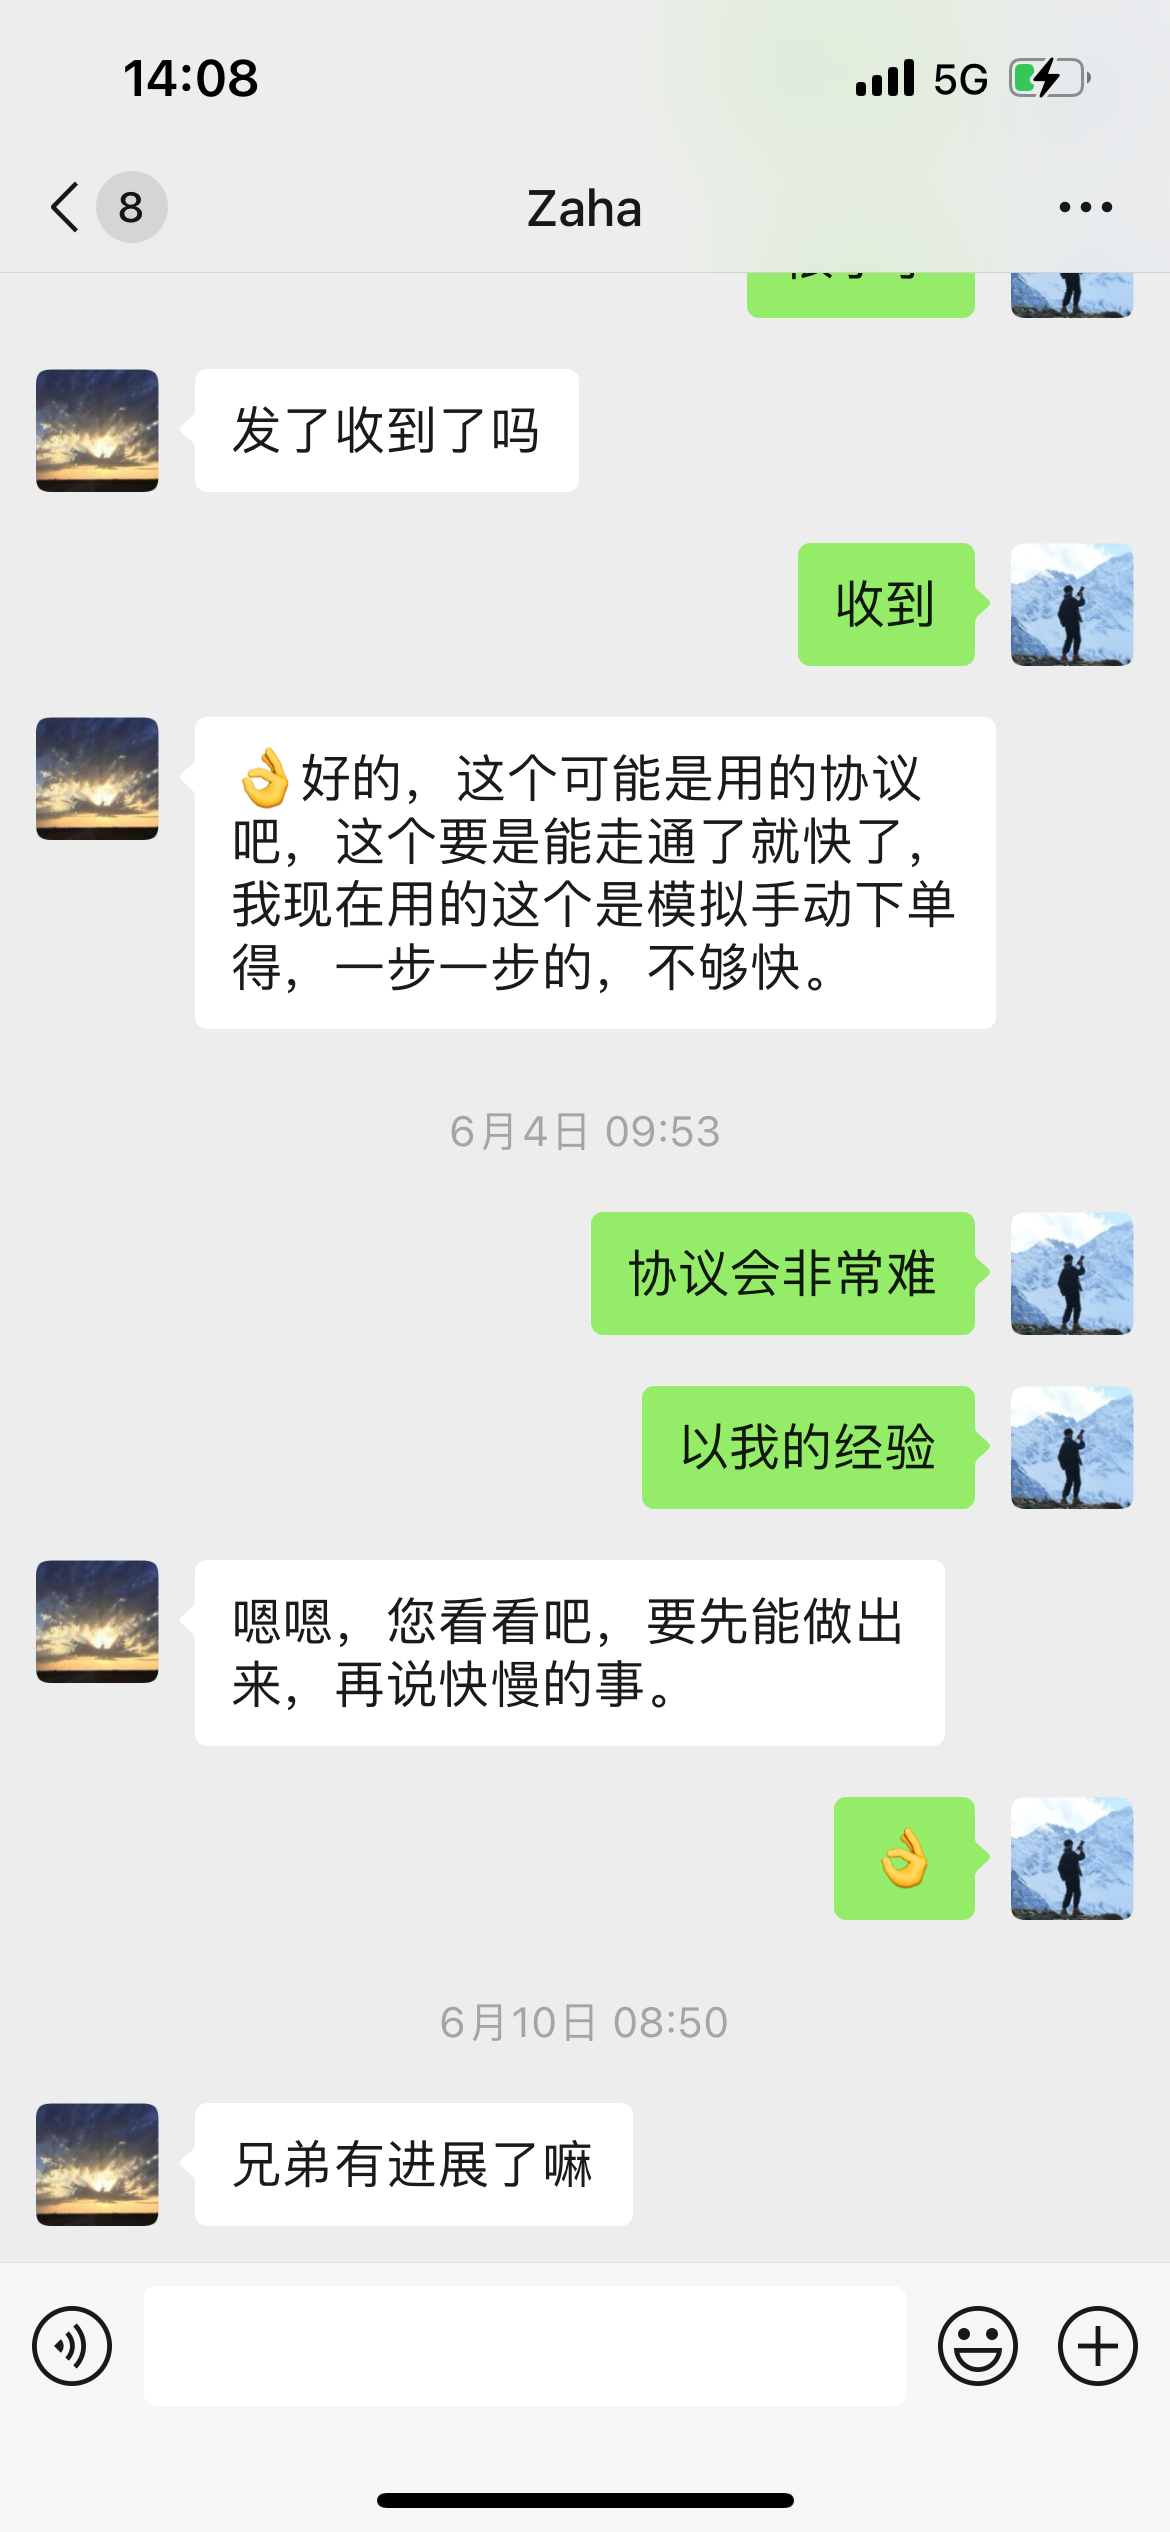 14:08
5G
8
Zaha
发了收到了吗
收到
👌好的，这个可能是用的协议
吧，这个要是能走通了就快了，
我现在用的这个是模拟手动下单
得，一步一步的，不够快。
6月4日 09:53
协议会非常难
以我的经验
嗯嗯，您看看吧，要先能做出
来，再说快慢的事。
👌
6月10日 08:50
兄弟有进展了嘛